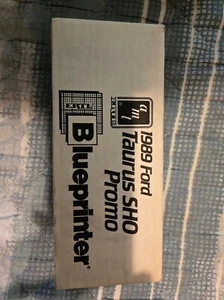 1989 Ford
Taurus SHO
Promo
Blueprinter®